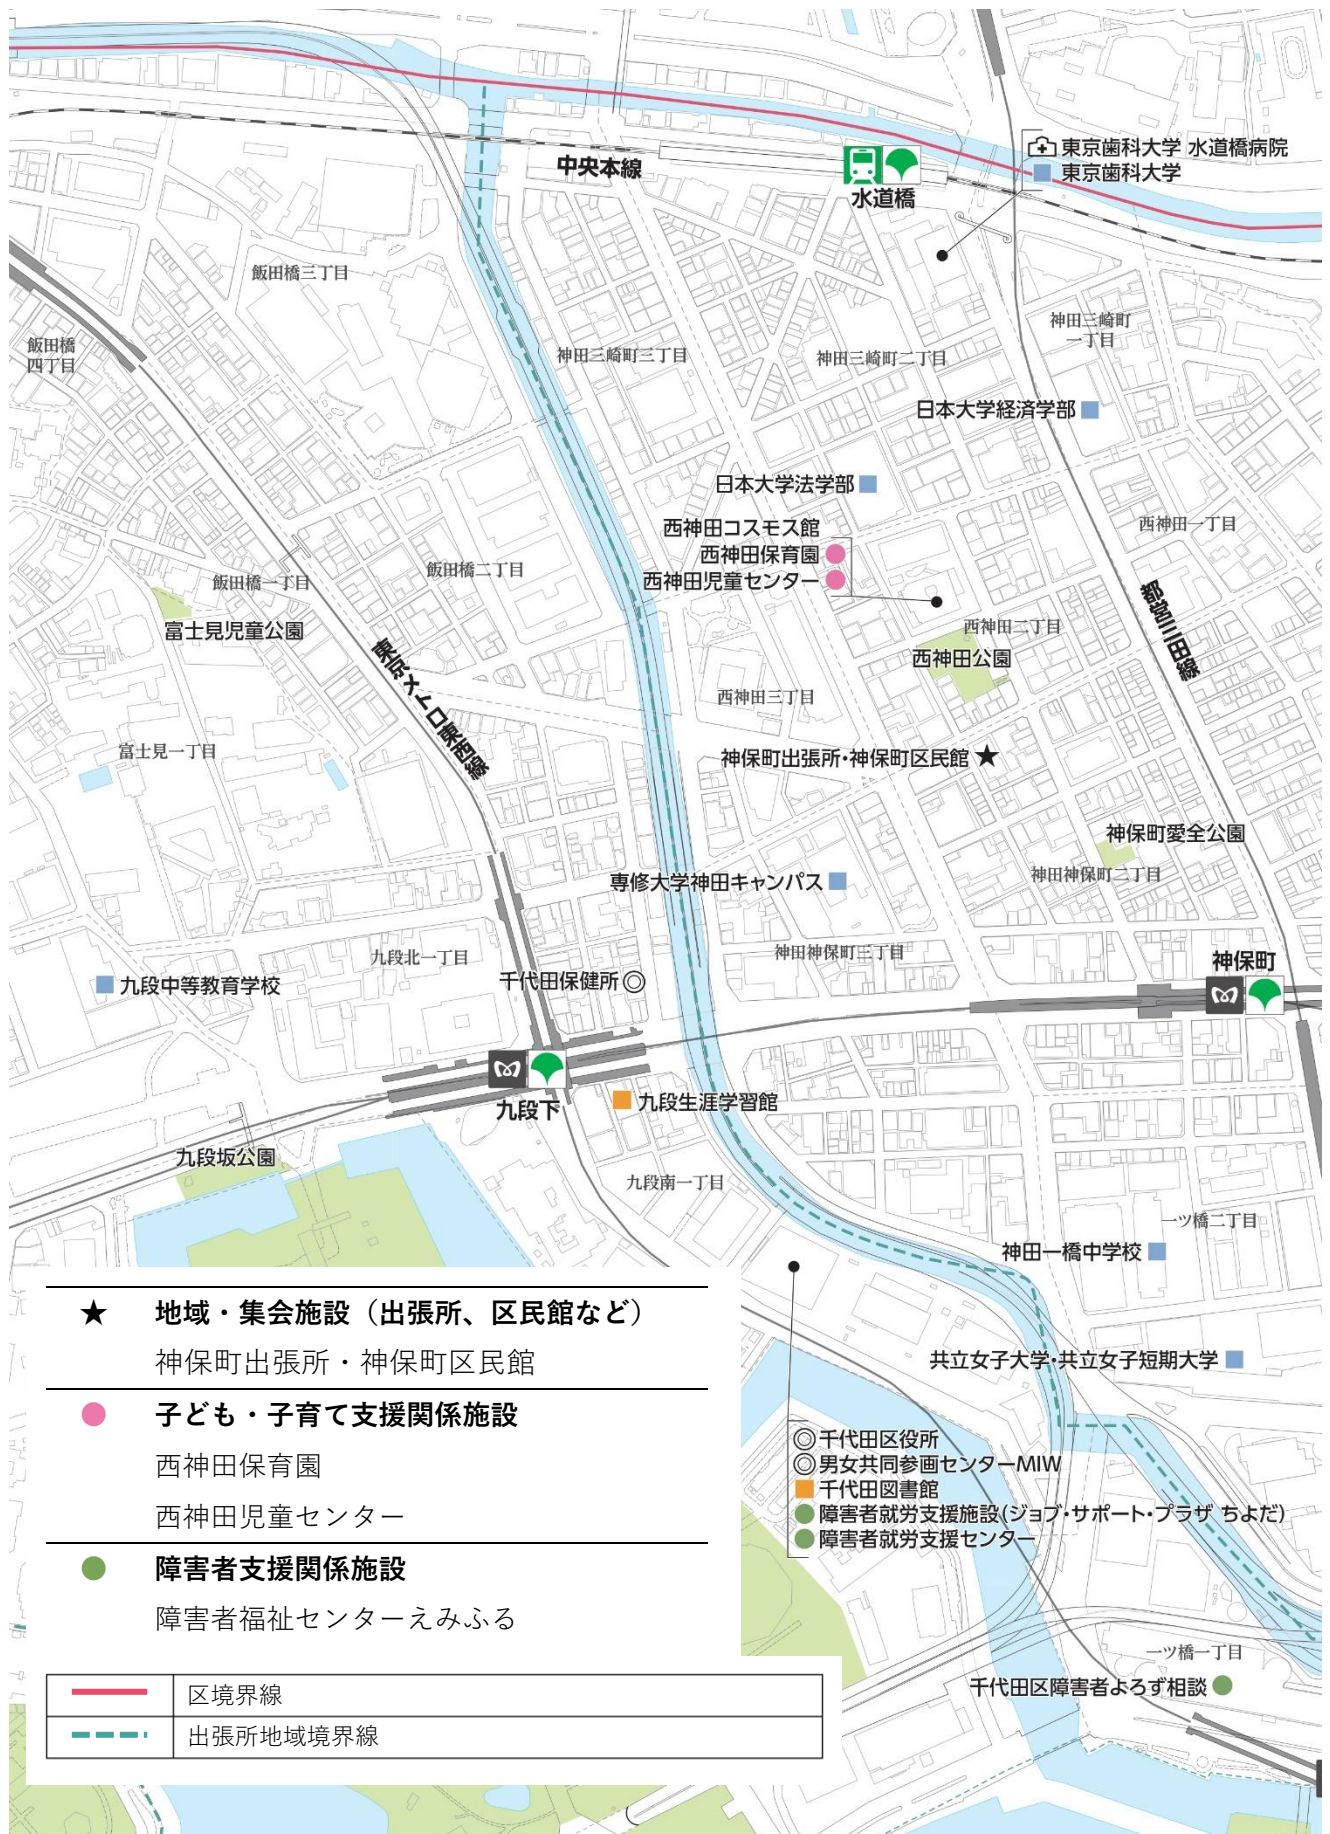 中央本線
水道橋
東京歯科大学 水道橋病院
東京歯科大学
飯田橋三丁目
飯田橋
四丁目
神田三崎町三丁目
神田三崎町二丁目
神田三崎町
一丁目
日本大学経済学部
日本大学法学部
西神田コスモス館
西神田保育園
西神田児童センター
西神田一丁目
飯田橋一丁目
飯田橋二丁目
富士見児童公園
西神田二丁目
西神田公園
都営三田線
東京メトロ東西線
西神田三丁目
富士見一丁目
神保町出張所・神保町区民館
神保町愛全公園
神田神保町二丁目
専修大学神田キャンパス
神田神保町三丁目
九段北一丁目
千代田保健所
九段中等教育学校
神保町
九段下
九段生涯学習館
九段坂公園
九段南一丁目
一ツ橋二丁目
神田一橋中学校
共立女子大学・共立女子短期大学
千代田区役所
男女共同参画センターMIW
千代田図書館
障害者就労支援施設(ジョブ・サポート・プラザ ちよだ)
障害者就労支援センター
一ツ橋一丁目
千代田区障害者よろず相談
★ 地域・集会施設（出張所、区民館など）
神保町出張所・神保町区民館
子ども・子育て支援関係施設
西神田保育園
西神田児童センター
障害者支援関係施設
障害者福祉センターえみふる
区境界線
出張所地域境界線